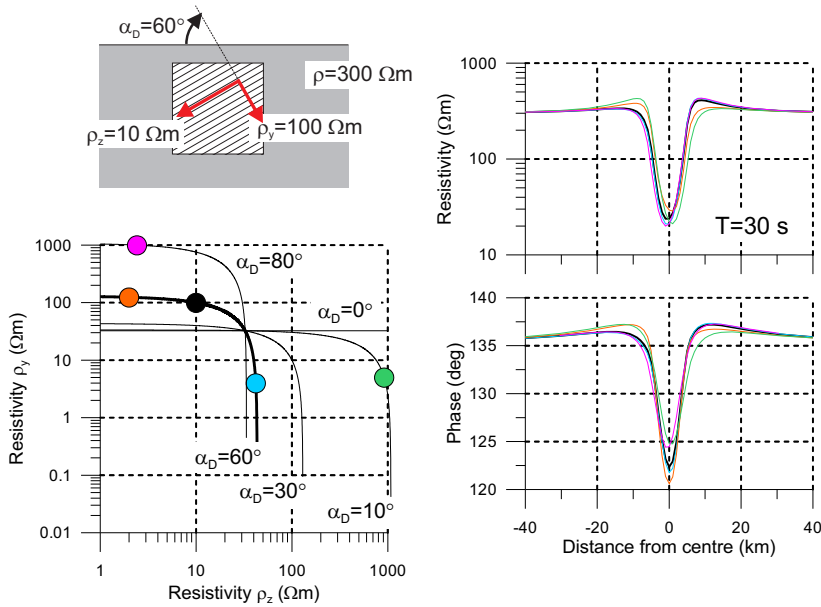 α_D=60°
ρ=300 Ωm
ρ_z=10 Ωm
ρ_y=100 Ωm
Resistivity ρ_y (Ωm)
1000
100
10
1
0.1
0.01
α_D=80°
α_D=0°
α_D=60°
α_D=30°
α_D=10°
1
10
100
1000
Resistivity ρ_z (Ωm)
Resistivity (Ωm)
1000
100
10
T=30 s
Phase (deg)
140
135
130
125
120
-40
-20
0
20
40
Distance from centre (km)